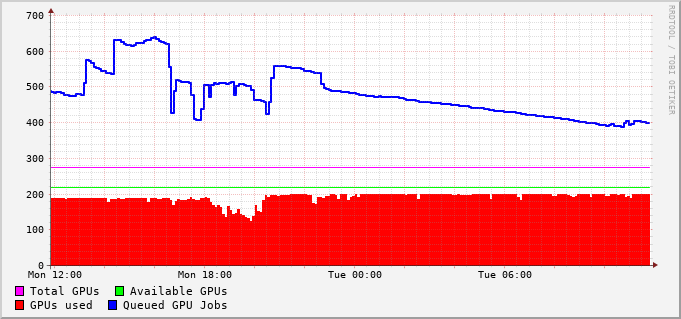 700
600
500
400
300
200
100
0
Mon 12:00 Mon 18:00 Tue 00:00 Tue 06:00
Total GPUs Available GPUs
GPUs used Queued GPU Jobs
RRDTOOL / TOBI OETIKER